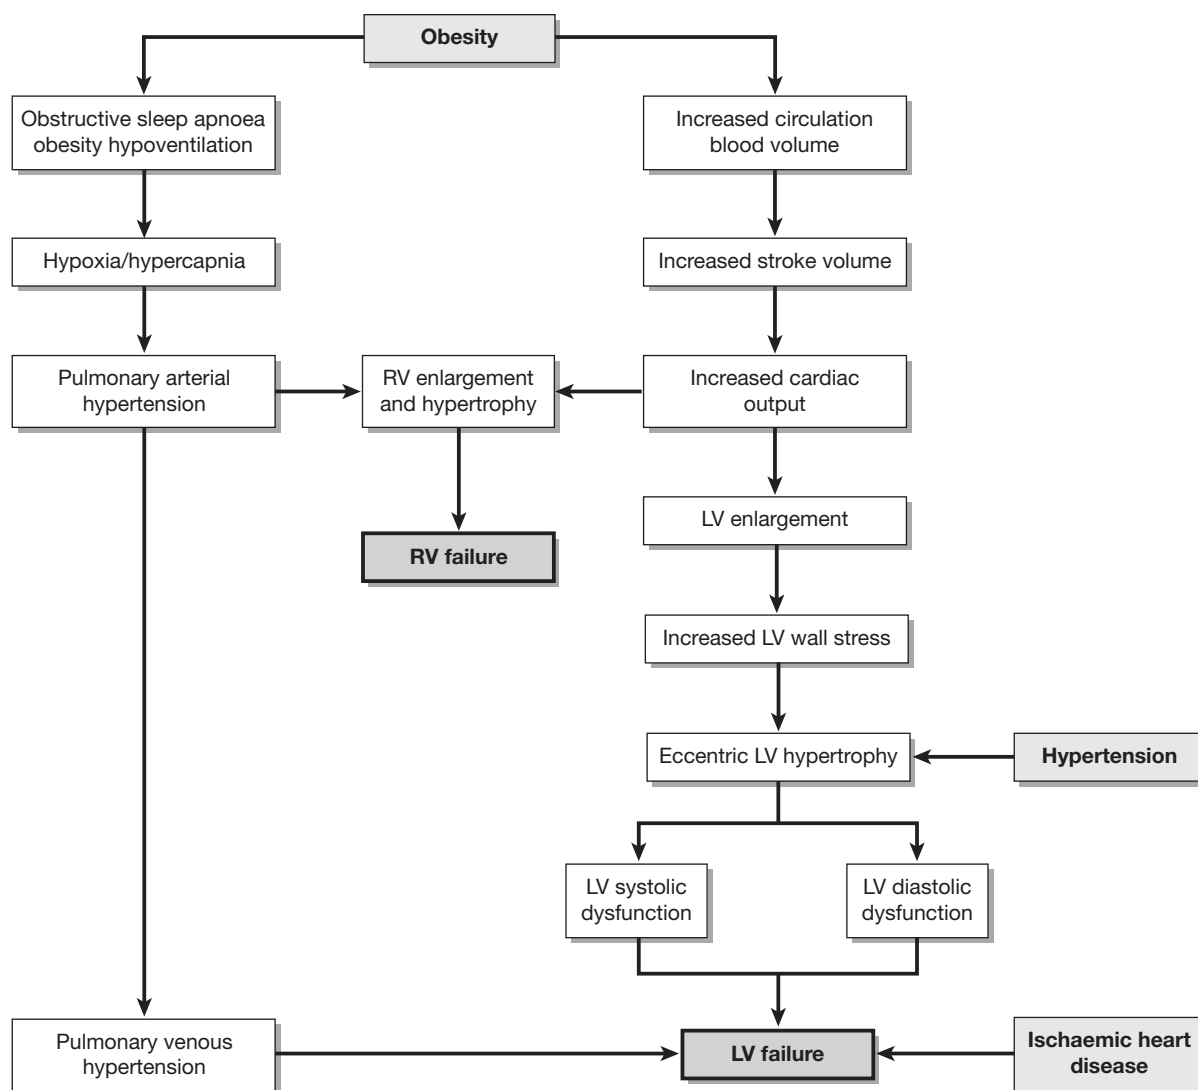 Obesity
Obstructive sleep apnoea
obesity hypoventilation
Increased circulation
blood volume
Hypoxia/hypercapnia
Increased stroke volume
Pulmonary arterial
hypertension
RV enlargement
and hypertrophy
Increased cardiac
output
LV enlargement
RV failure
Increased LV wall stress
Eccentric LV hypertrophy
Hypertension
LV systolic
dysfunction
LV diastolic
dysfunction
Pulmonary venous
hypertension
LV failure
Ischaemic heart
disease